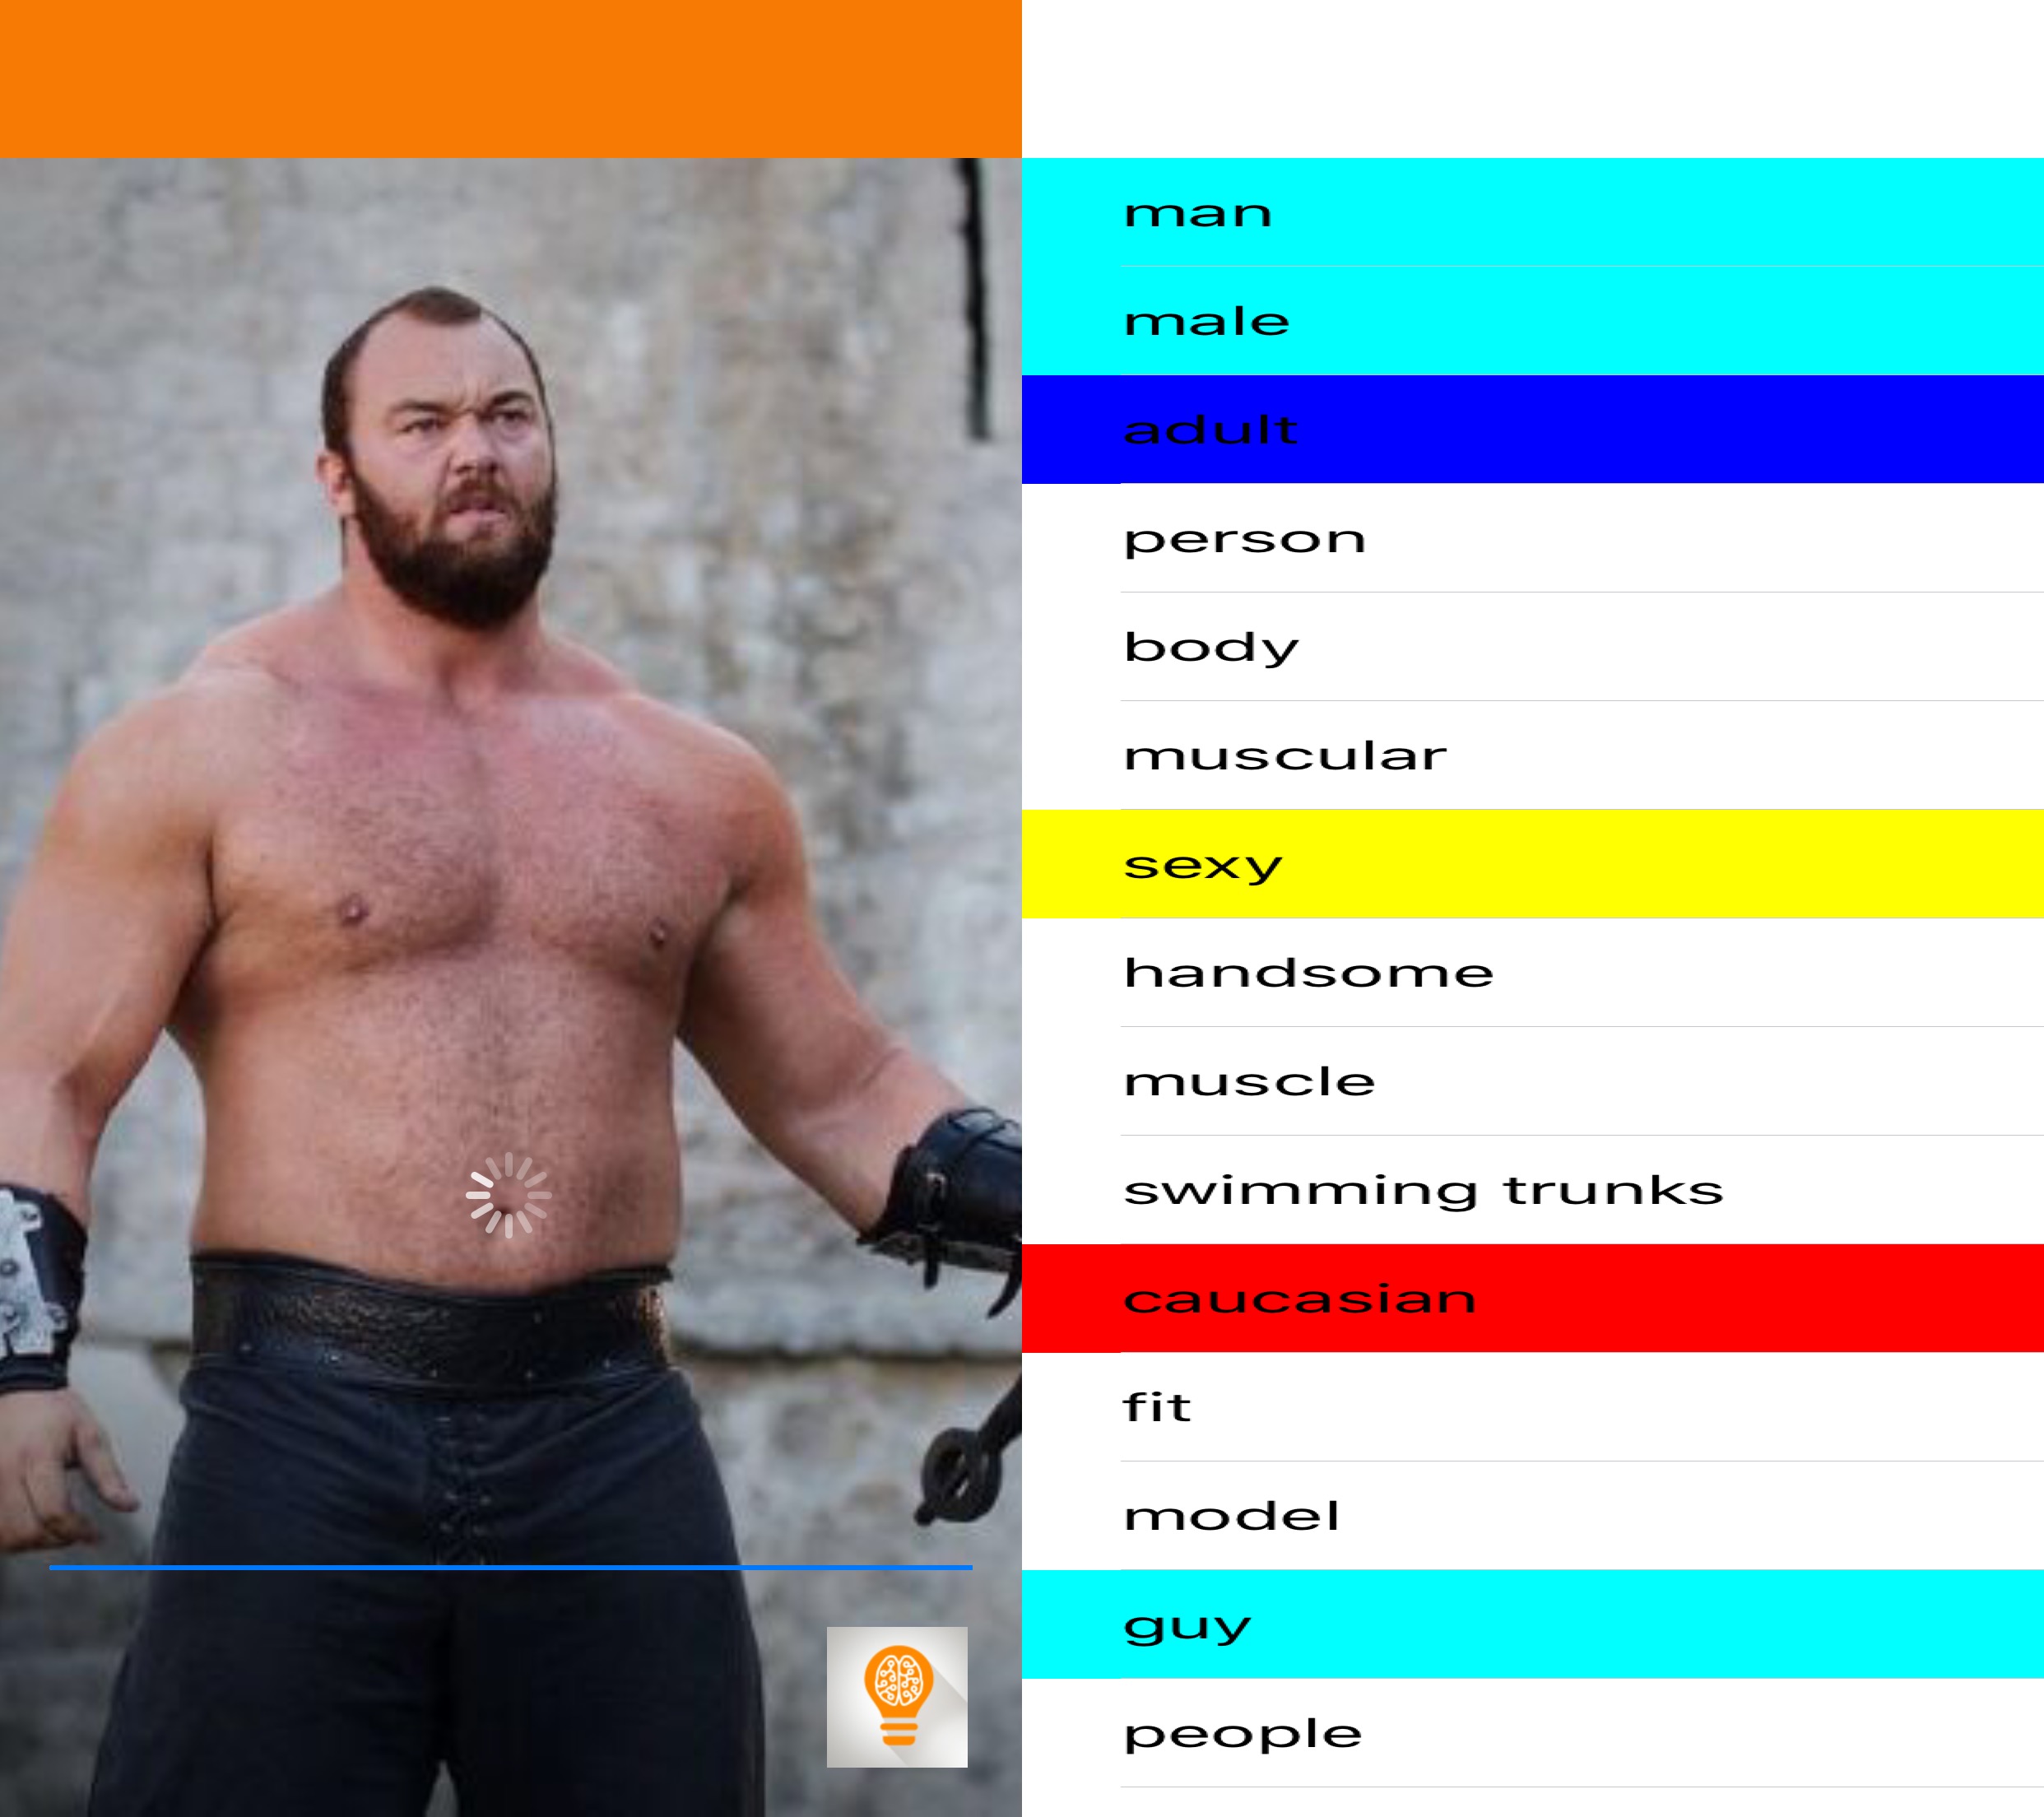 man
male
adult
person
body
muscular
sexy
handsome
muscle
swimming trunks
caucasian
fit
model
guy
people